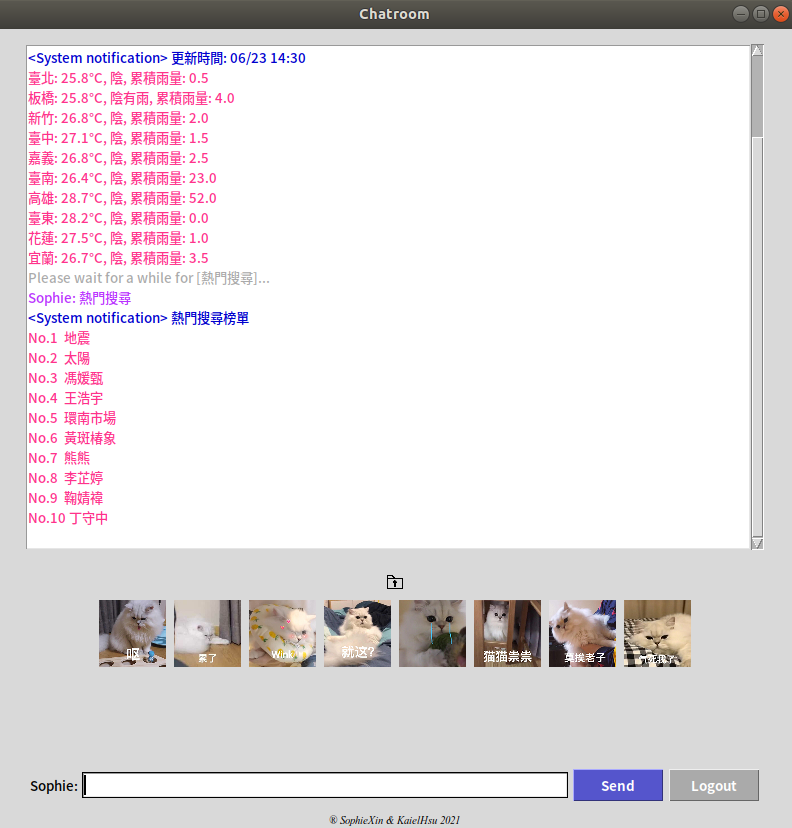 Chatroom
<System notification> 更新時間: 06/23 14:30
臺北: 25.8°C, 陰, 累積雨量: 0.5
板橋: 25.8°C, 陰有雨, 累積雨量: 4.0
新竹: 26.8°C, 陰, 累積雨量: 2.0
臺中: 27.1°C, 陰, 累積雨量: 1.5
嘉義: 26.8°C, 陰, 累積雨量: 2.5
臺南: 26.4°C, 陰, 累積雨量: 23.0
高雄: 28.7°C, 陰, 累積雨量: 52.0
臺東: 28.2°C, 陰, 累積雨量: 0.0
花蓮: 27.5°C, 陰, 累積雨量: 1.0
宜蘭: 26.7°C, 陰, 累積雨量: 3.5
Please wait for a while for [熱門搜尋]...
Sophie: 熱門搜尋
<System notification> 熱門搜尋榜單
No.1 地震
No.2 太陽
No.3 馮媛甄
No.4 王浩宇
No.5 環南市場
No.6 黃斑椿象
No.7 熊熊
No.8 李芷婷
No.9 鞠婧禕
No.10 丁守中
呕
累了
Wink
就这?
猫猫祟祟
莫挨老子
Sophie:
Send
Logout
® SophieXin & KaielHsu 2021